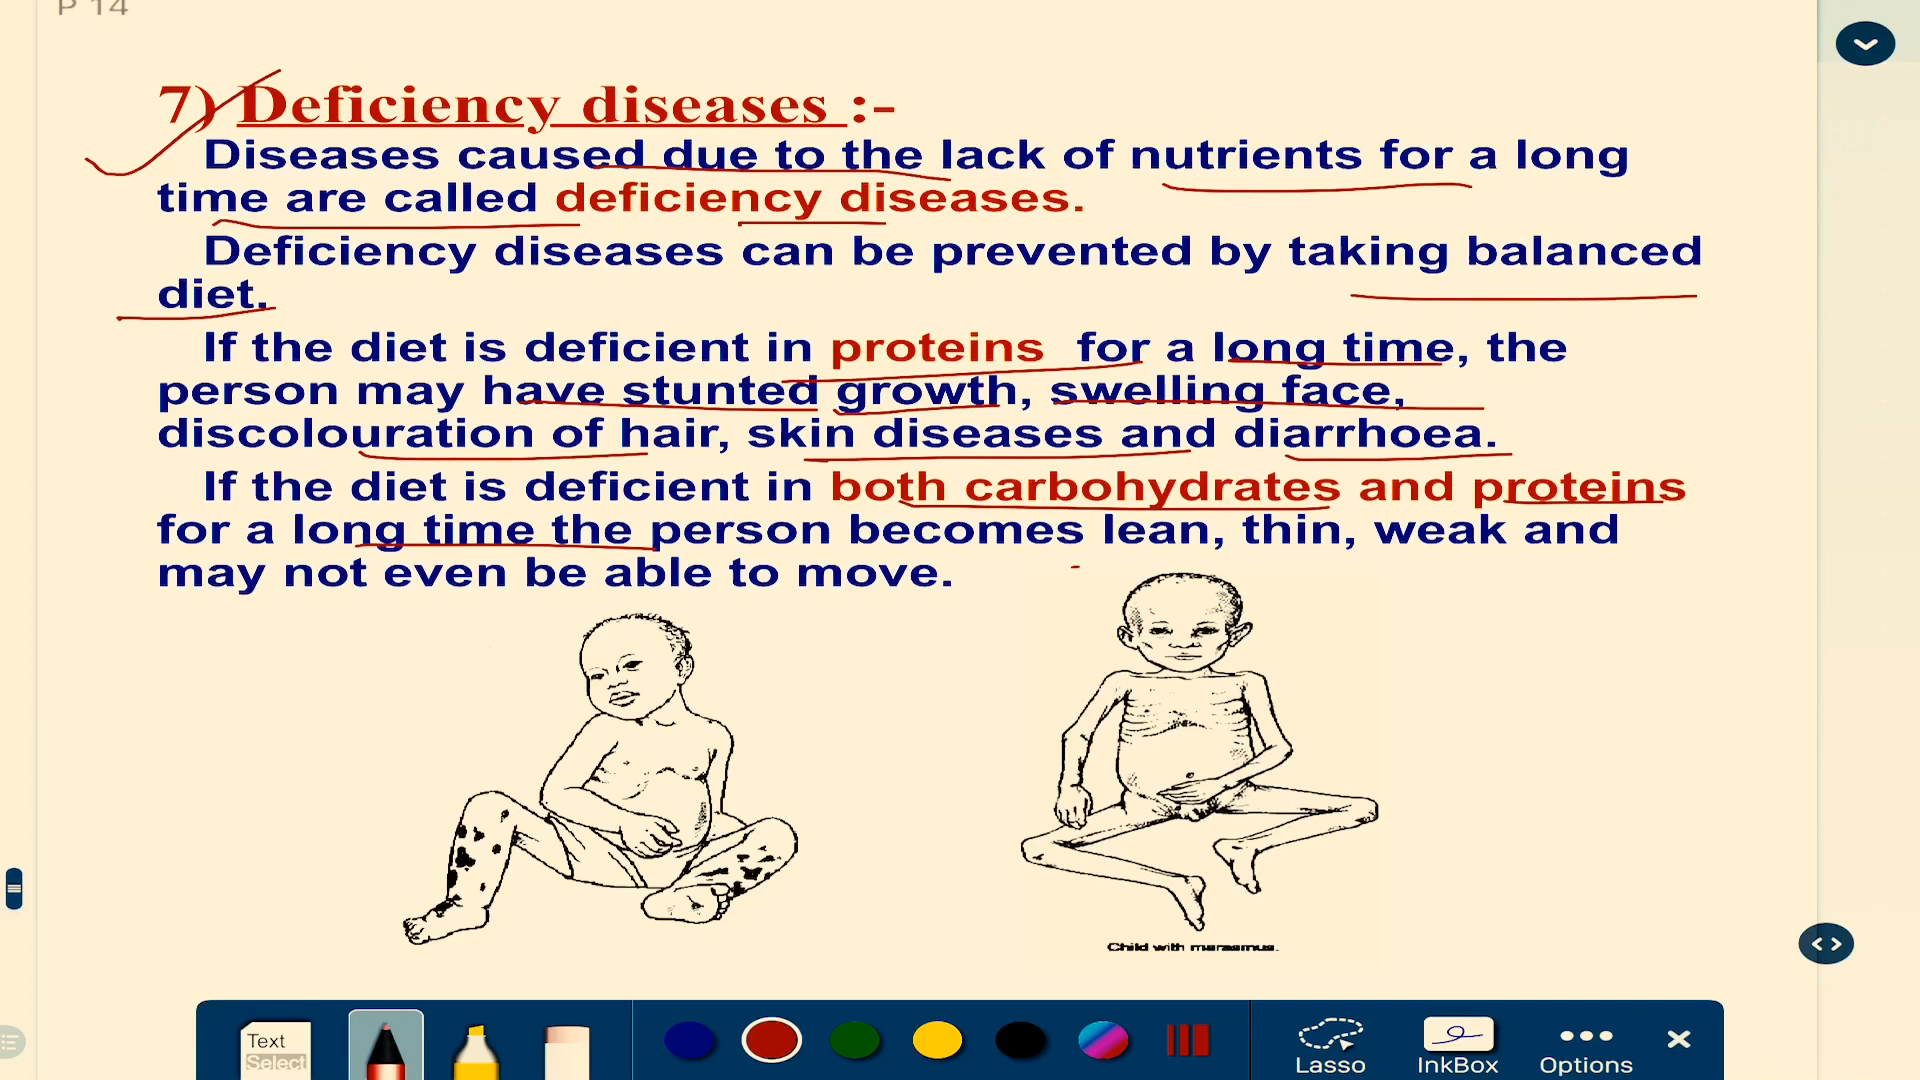 P 14
7) Deficiency diseases :-
Diseases caused due to the lack of nutrients for a long
time are called deficiency diseases.
Deficiency diseases can be prevented by taking balanced
diet.
If the diet is deficient in proteins for a long time, the
person may have stunted growth, swelling face,
discolouration of hair, skin diseases and diarrhoea.
If the diet is deficient in both carbohydrates and proteins
for a long time the person becomes lean, thin, weak and
may not even be able to move.
Child with marasmus.
Text
Select
Lasso
InkBox
Options